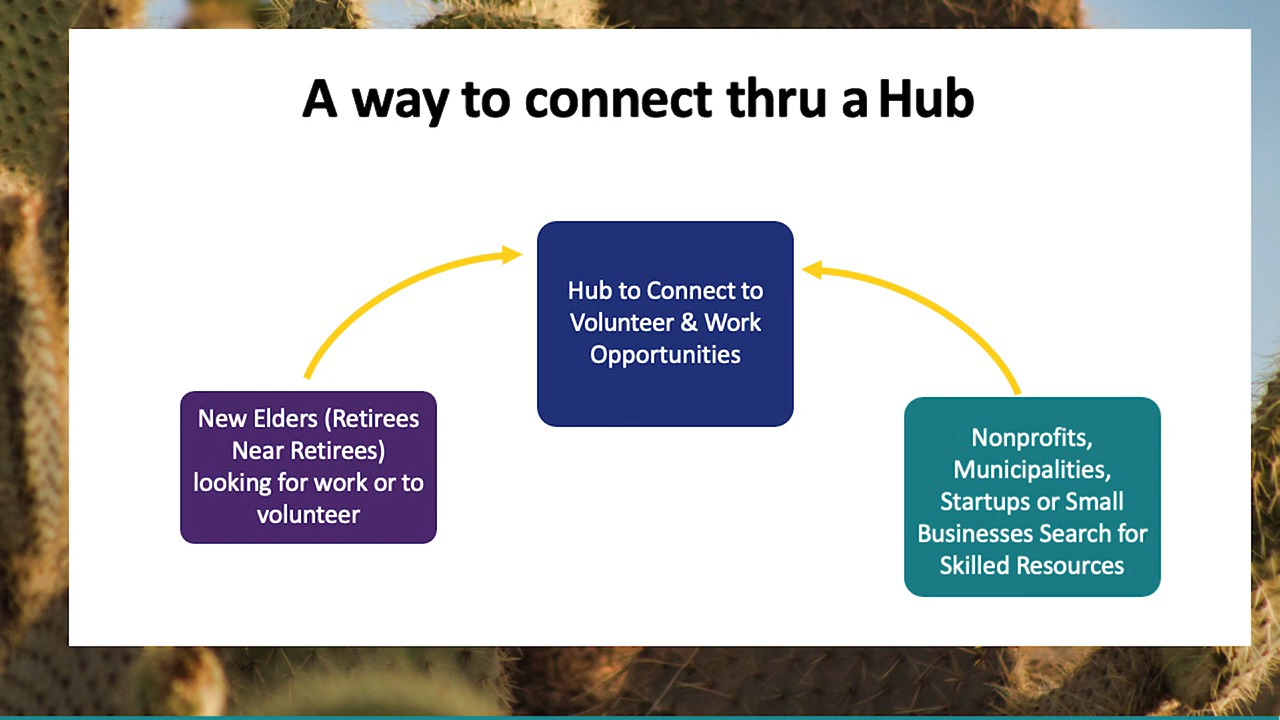 A way to connect thru a Hub
Hub to Connect to
Volunteer & Work
Opportunities
New Elders (Retirees
Near Retirees)
looking for work or to
volunteer
Nonprofits,
Municipalities,
Startups or Small
Businesses Search for
Skilled Resources